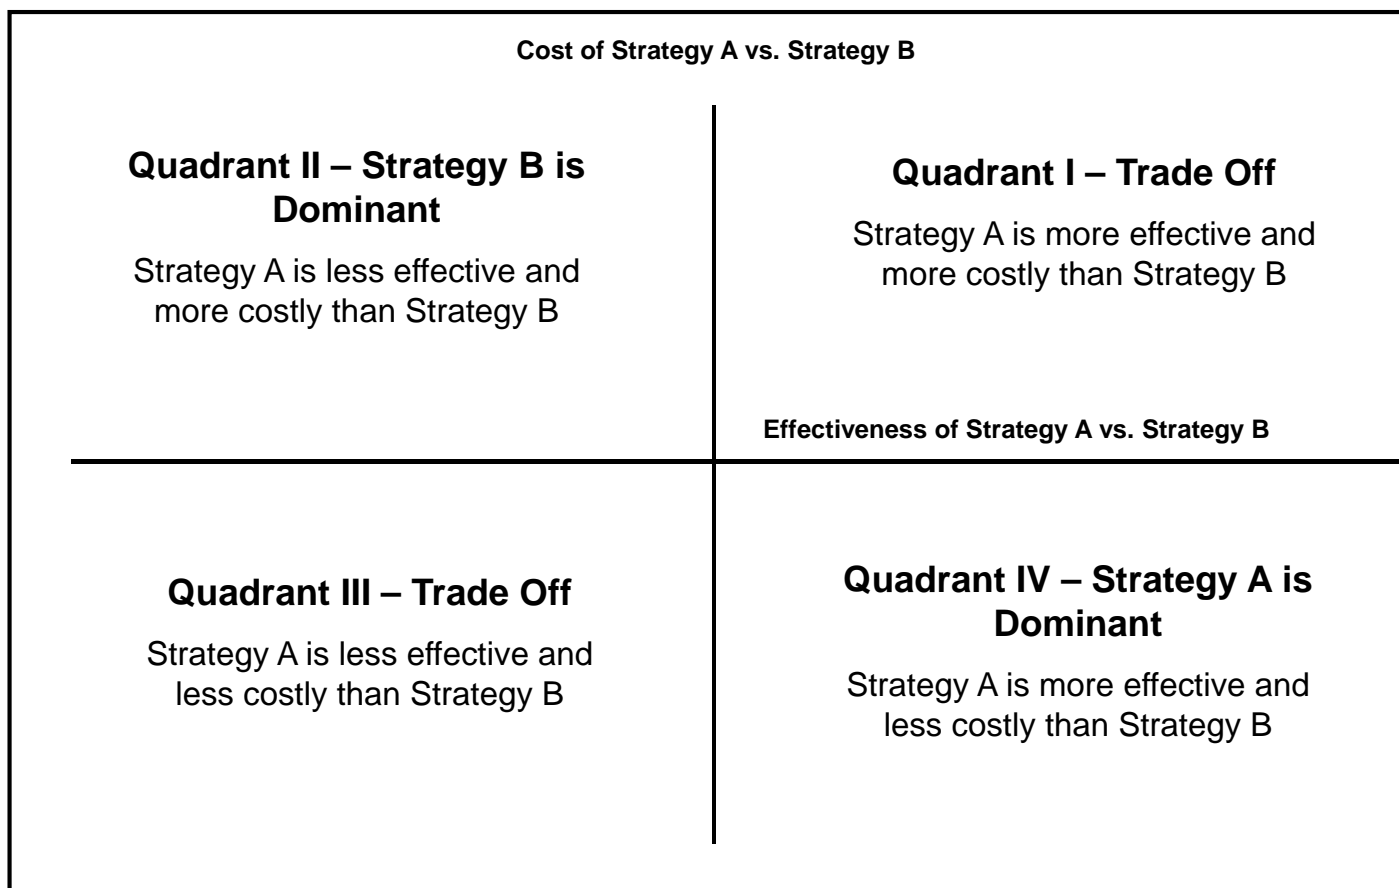 Cost of Strategy A vs. Strategy B
Quadrant II – Strategy B is
Dominant
Strategy A is less effective and
more costly than Strategy B
Quadrant I – Trade Off
Strategy A is more effective and
more costly than Strategy B
Effectiveness of Strategy A vs. Strategy B
Quadrant III – Trade Off
Strategy A is less effective and
less costly than Strategy B
Quadrant IV – Strategy A is
Dominant
Strategy A is more effective and
less costly than Strategy B